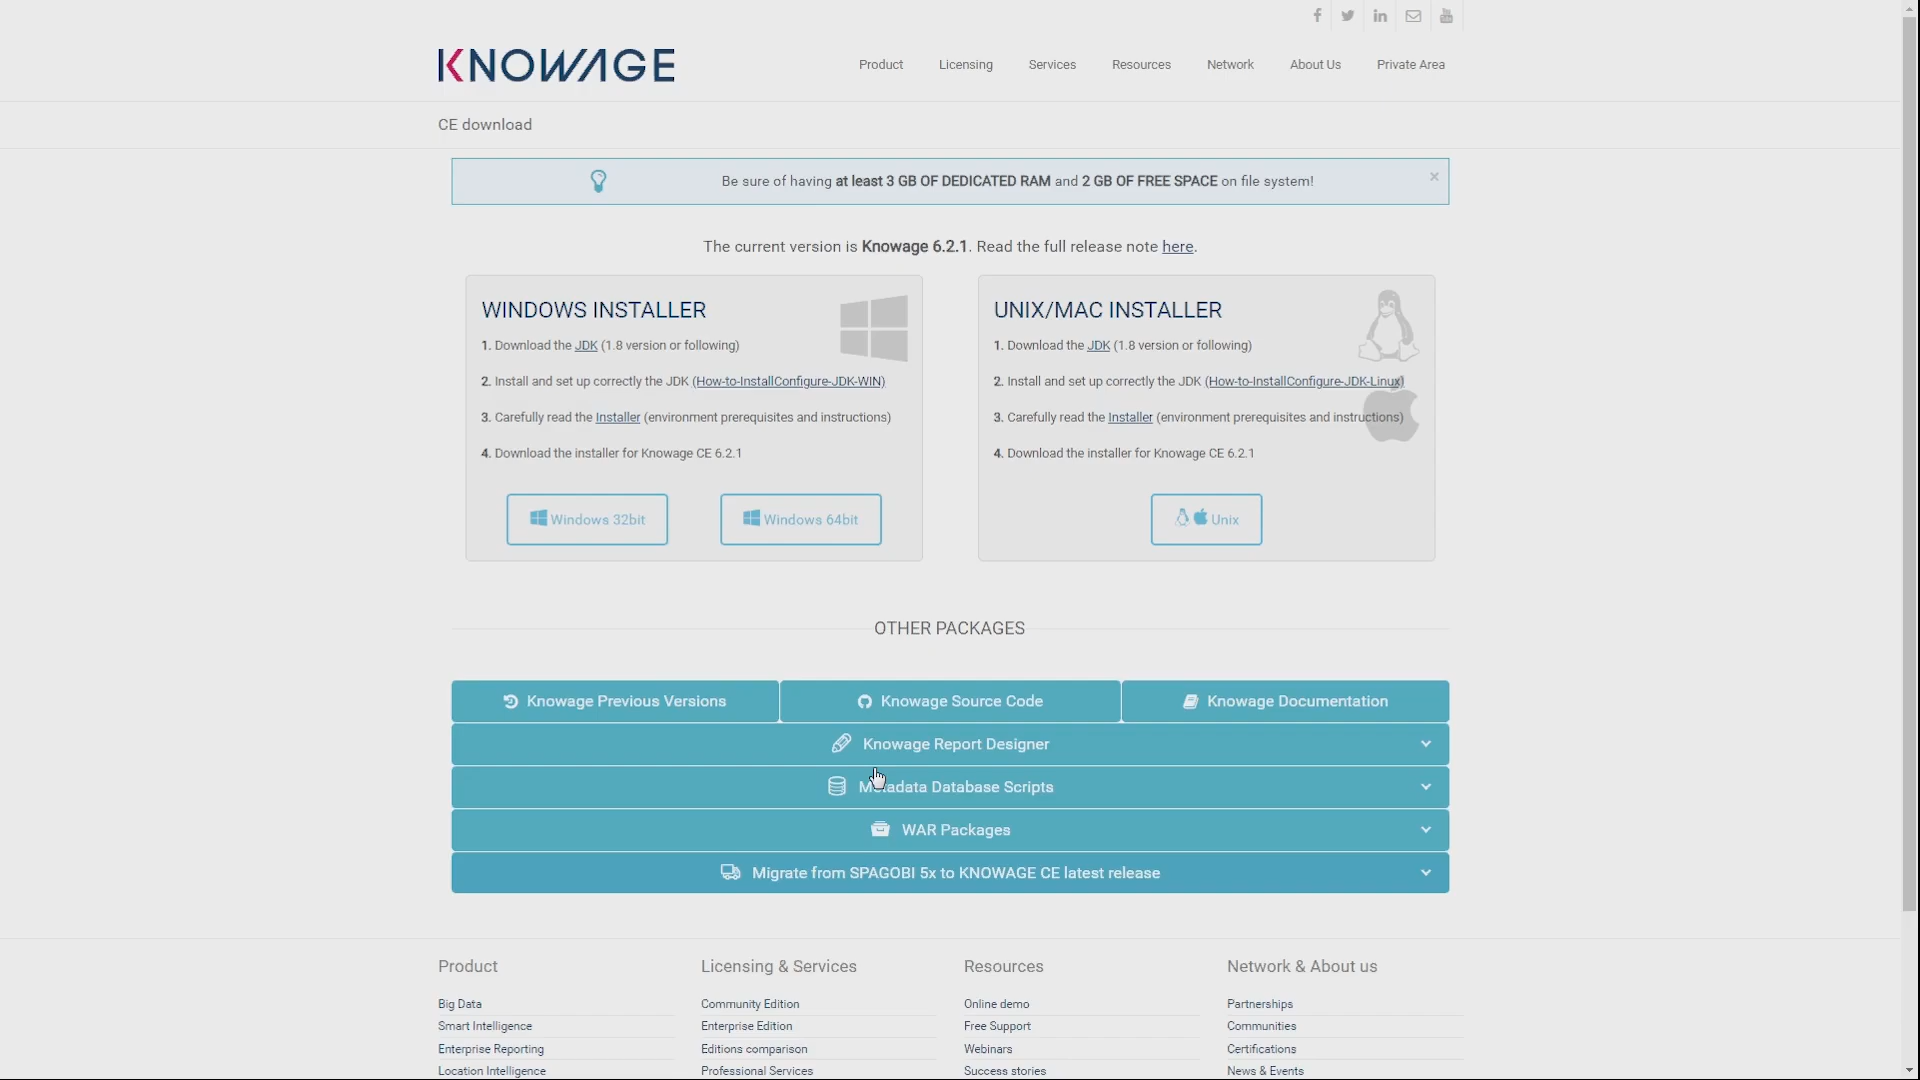 KNOWAGE
Product Licensing Services Resources Network About Us Private Area
CE download
Be sure of having at least 3 GB OF DEDICATED RAM and 2 GB OF FREE SPACE on file system!
×
The current version is Knowage 6.2.1. Read the full release note here.
WINDOWS INSTALLER
1. Download the JDK (1.8 version or following)
2. Install and set up correctly the JDK (How-to-InstallConfigure-JDK-WIN)
3. Carefully read the Installer (environment prerequisites and instructions)
4. Download the installer for Knowage CE 6.2.1
Windows 32bit Windows 64bit
UNIX/MAC INSTALLER
1. Download the JDK (1.8 version or following)
2. Install and set up correctly the JDK (How-to-InstallConfigure-JDK-Linux)
3. Carefully read the Installer (environment prerequisites and instructions)
4. Download the installer for Knowage CE 6.2.1
Unix
OTHER PACKAGES
Knowage Previous Versions Knowage Source Code Knowage Documentation
Knowage Report Designer
Metadata Database Scripts
WAR Packages
Migrate from SPAGOBI 5x to KNOWAGE CE latest release
Product
Big Data
Smart Intelligence
Enterprise Reporting
Location Intelligence
Licensing & Services
Community Edition
Enterprise Edition
Editions comparison
Professional Services
Resources
Online demo
Free Support
Webinars
Success stories
Network & About us
Partnerships
Communities
Certifications
News & Events